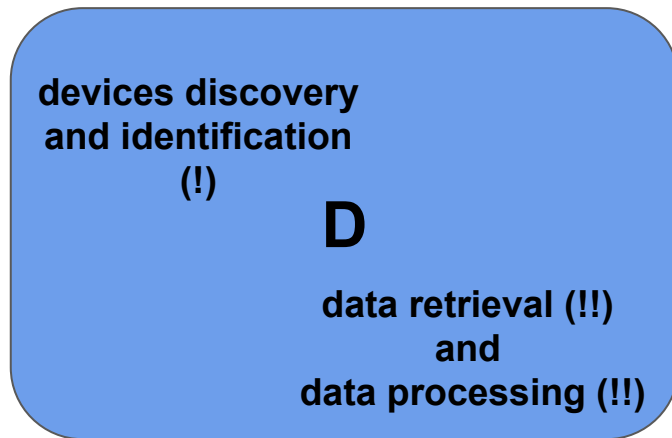 devices discovery
and identification
(!)
D
data retrieval (!!)
and
data processing (!!)